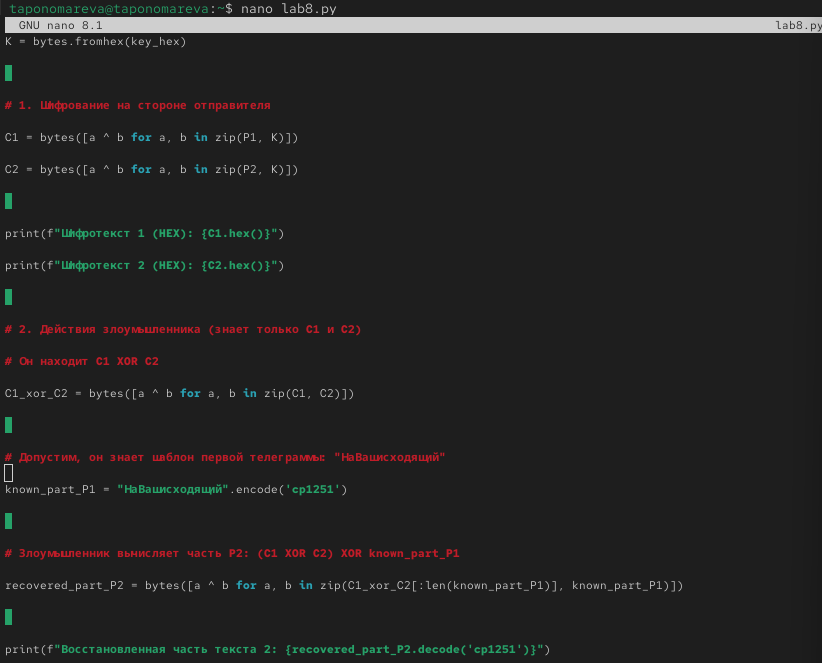 taponomareva@taponomareva:~$ nano lab8.py
GNU nano 8.1 lab8.py
K = bytes.fromhex(key_hex)
# 1. Шифрование на стороне отправителя
C1 = bytes([a ^ b for a, b in zip(P1, K)])
C2 = bytes([a ^ b for a, b in zip(P2, K)])
print(f"Шифротекст 1 (HEX): {C1.hex()}")
print(f"Шифротекст 2 (HEX): {C2.hex()}")
# 2. Действия злоумышленника (знает только C1 и C2)
# Он находит C1 XOR C2
C1_xor_C2 = bytes([a ^ b for a, b in zip(C1, C2)])
# Допустим, он знает шаблон первой телеграммы: "НаВашисходящий"
known_part_P1 = "НаВашисходящий".encode('cp1251')
# Злоумышленник вычисляет часть P2: (C1 XOR C2) XOR known_part_P1
recovered_part_P2 = bytes([a ^ b for a, b in zip(C1_xor_C2[:len(known_part_P1)], known_part_P1)])
print(f"Восстановленная часть текста 2: {recovered_part_P2.decode('cp1251')}")